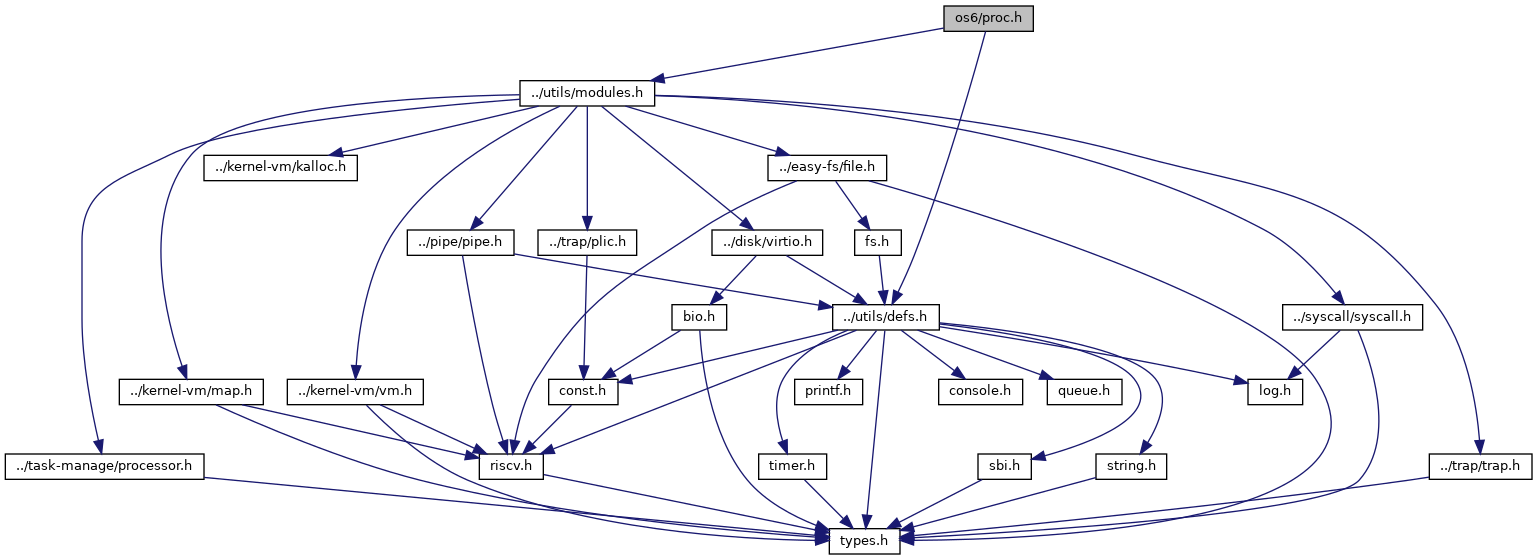 os6/proc.h
../utils/modules.h
../kernel-vm/kalloc.h
../easy-fs/file.h
../pipe/pipe.h
../trap/plic.h
../disk/virtio.h
fs.h
bio.h
../utils/defs.h
../syscall/syscall.h
../kernel-vm/map.h
../kernel-vm/vm.h
const.h
printf.h
console.h
queue.h
log.h
../task-manage/processor.h
riscv.h
timer.h
sbi.h
string.h
../trap/trap.h
types.h